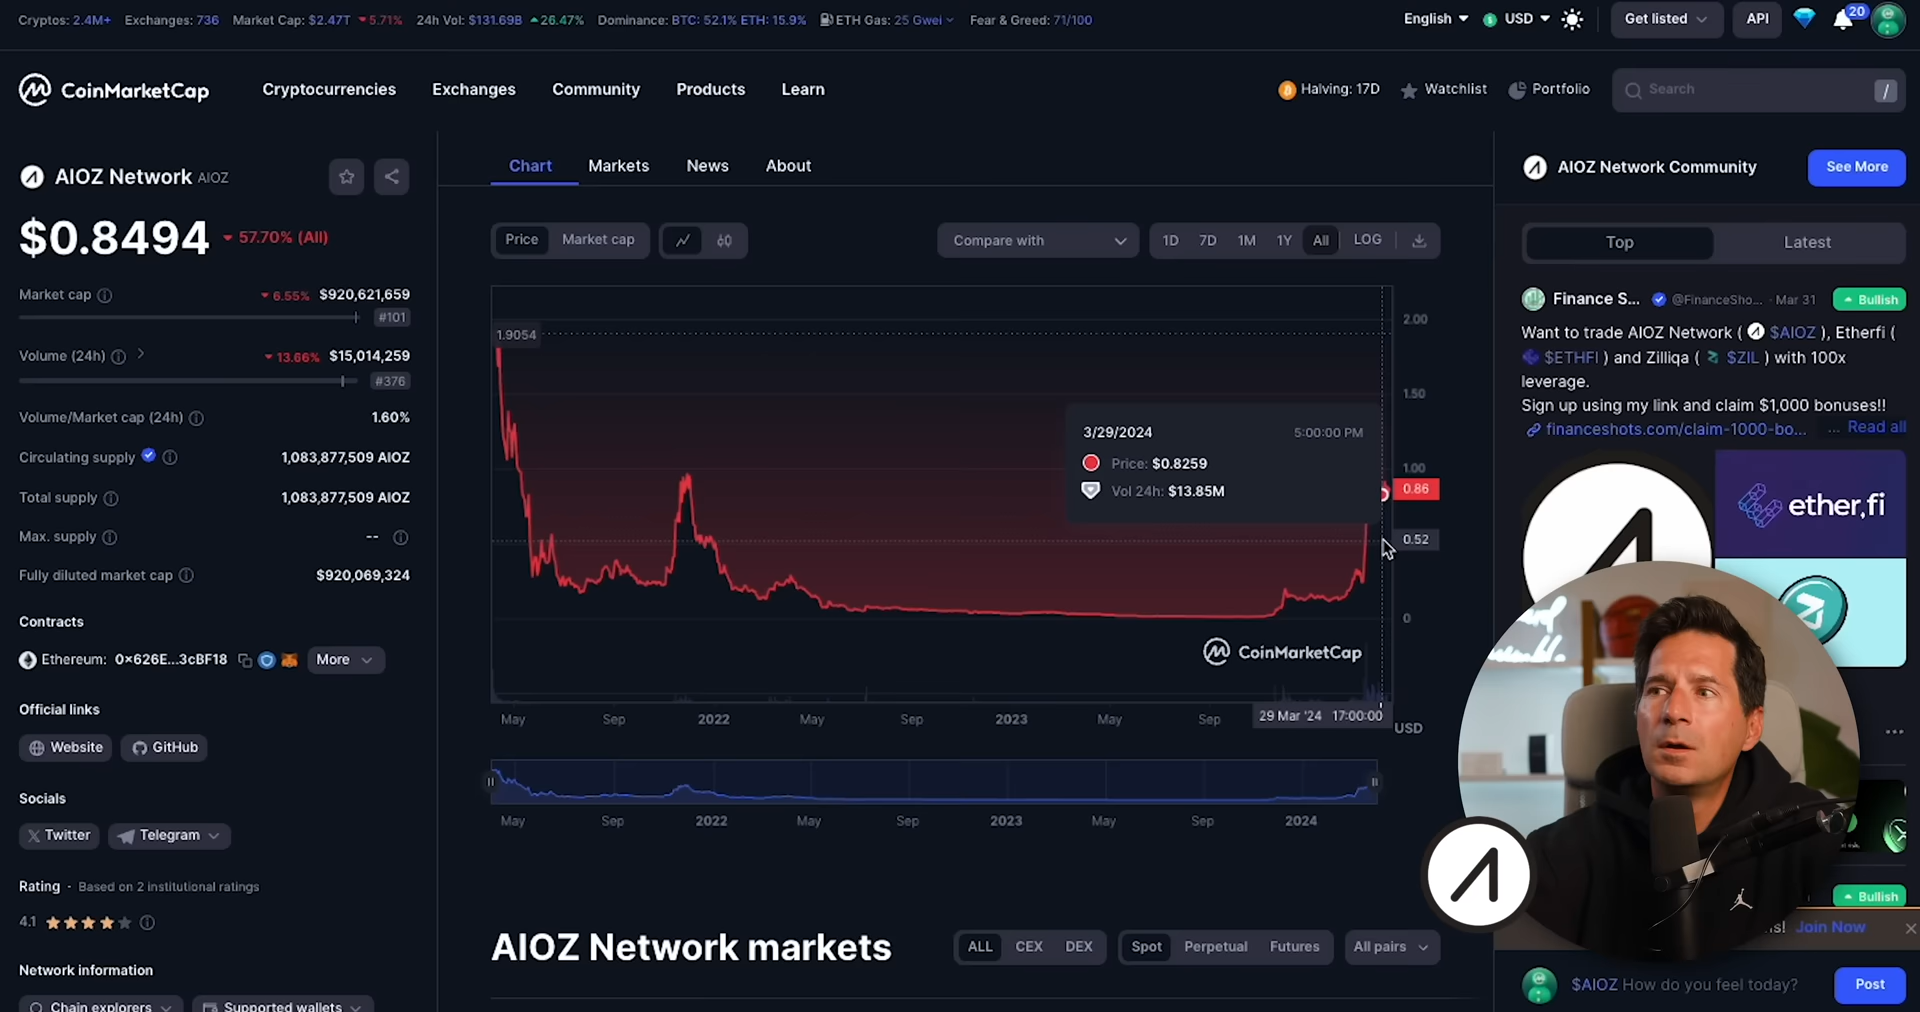 Cryptos: 2.4M+ Exchanges: 736 Market Cap: $2.47T 5.71% 24h Vol: $131.69B 26.47% Dominance: BTC: 52.1% ETH: 15.9% ETH Gas: 25 Gwei Fear & Greed: 71/100
English USD Get listed API 20
CoinMarketCap Cryptocurrencies Exchanges Community Products Learn
Halving: 17D Watchlist Portfolio Search /
AIOZ Network AIOZ
$0.8494 57.70% (All)
Market cap 6.55% $920,621,659
#101
Volume (24h) 13.66% $15,014,259
#376
Volume/Market cap (24h) 1.60%
Circulating supply 1,083,877,509 AIOZ
Total supply 1,083,877,509 AIOZ
Max. supply --
Fully diluted market cap $920,069,324
Contracts
Ethereum: 0x626E...3cBF18 More
Official links
Website GitHub
Socials
Twitter Telegram
Rating · Based on 2 institutional ratings
4.1
Network information
Chain explorers Supported wallets
Chart Markets News About
Price Market cap
Compare with 1D 7D 1M 1Y All LOG
1.9054
2.00
1.50
1.00
0.86
0.52
0
3/29/2024 5:00:00 PM
Price: $0.8259
Vol 24h: $13.85M
CoinMarketCap
May Sep 2022 May Sep 2023 May Sep 29 Mar '24 17:00:00
USD
May Sep 2022 May Sep 2023 May Sep 2024
AIOZ Network markets ALL CEX DEX Spot Perpetual Futures All pairs
AIOZ Network Community See More
Top Latest
Finance S... @FinanceSho... · Mar 31 Bullish
Want to trade AIOZ Network ( $AIOZ ), Etherfi (
$ETHFI ) and Zilliqa ( $ZIL ) with 100x
leverage.
Sign up using my link and claim $1,000 bonuses!!
financeshots.com/claim-1000-bo... ... Read all
ether.fi
Bullish
Join Now
$AIOZ How do you feel today? Post